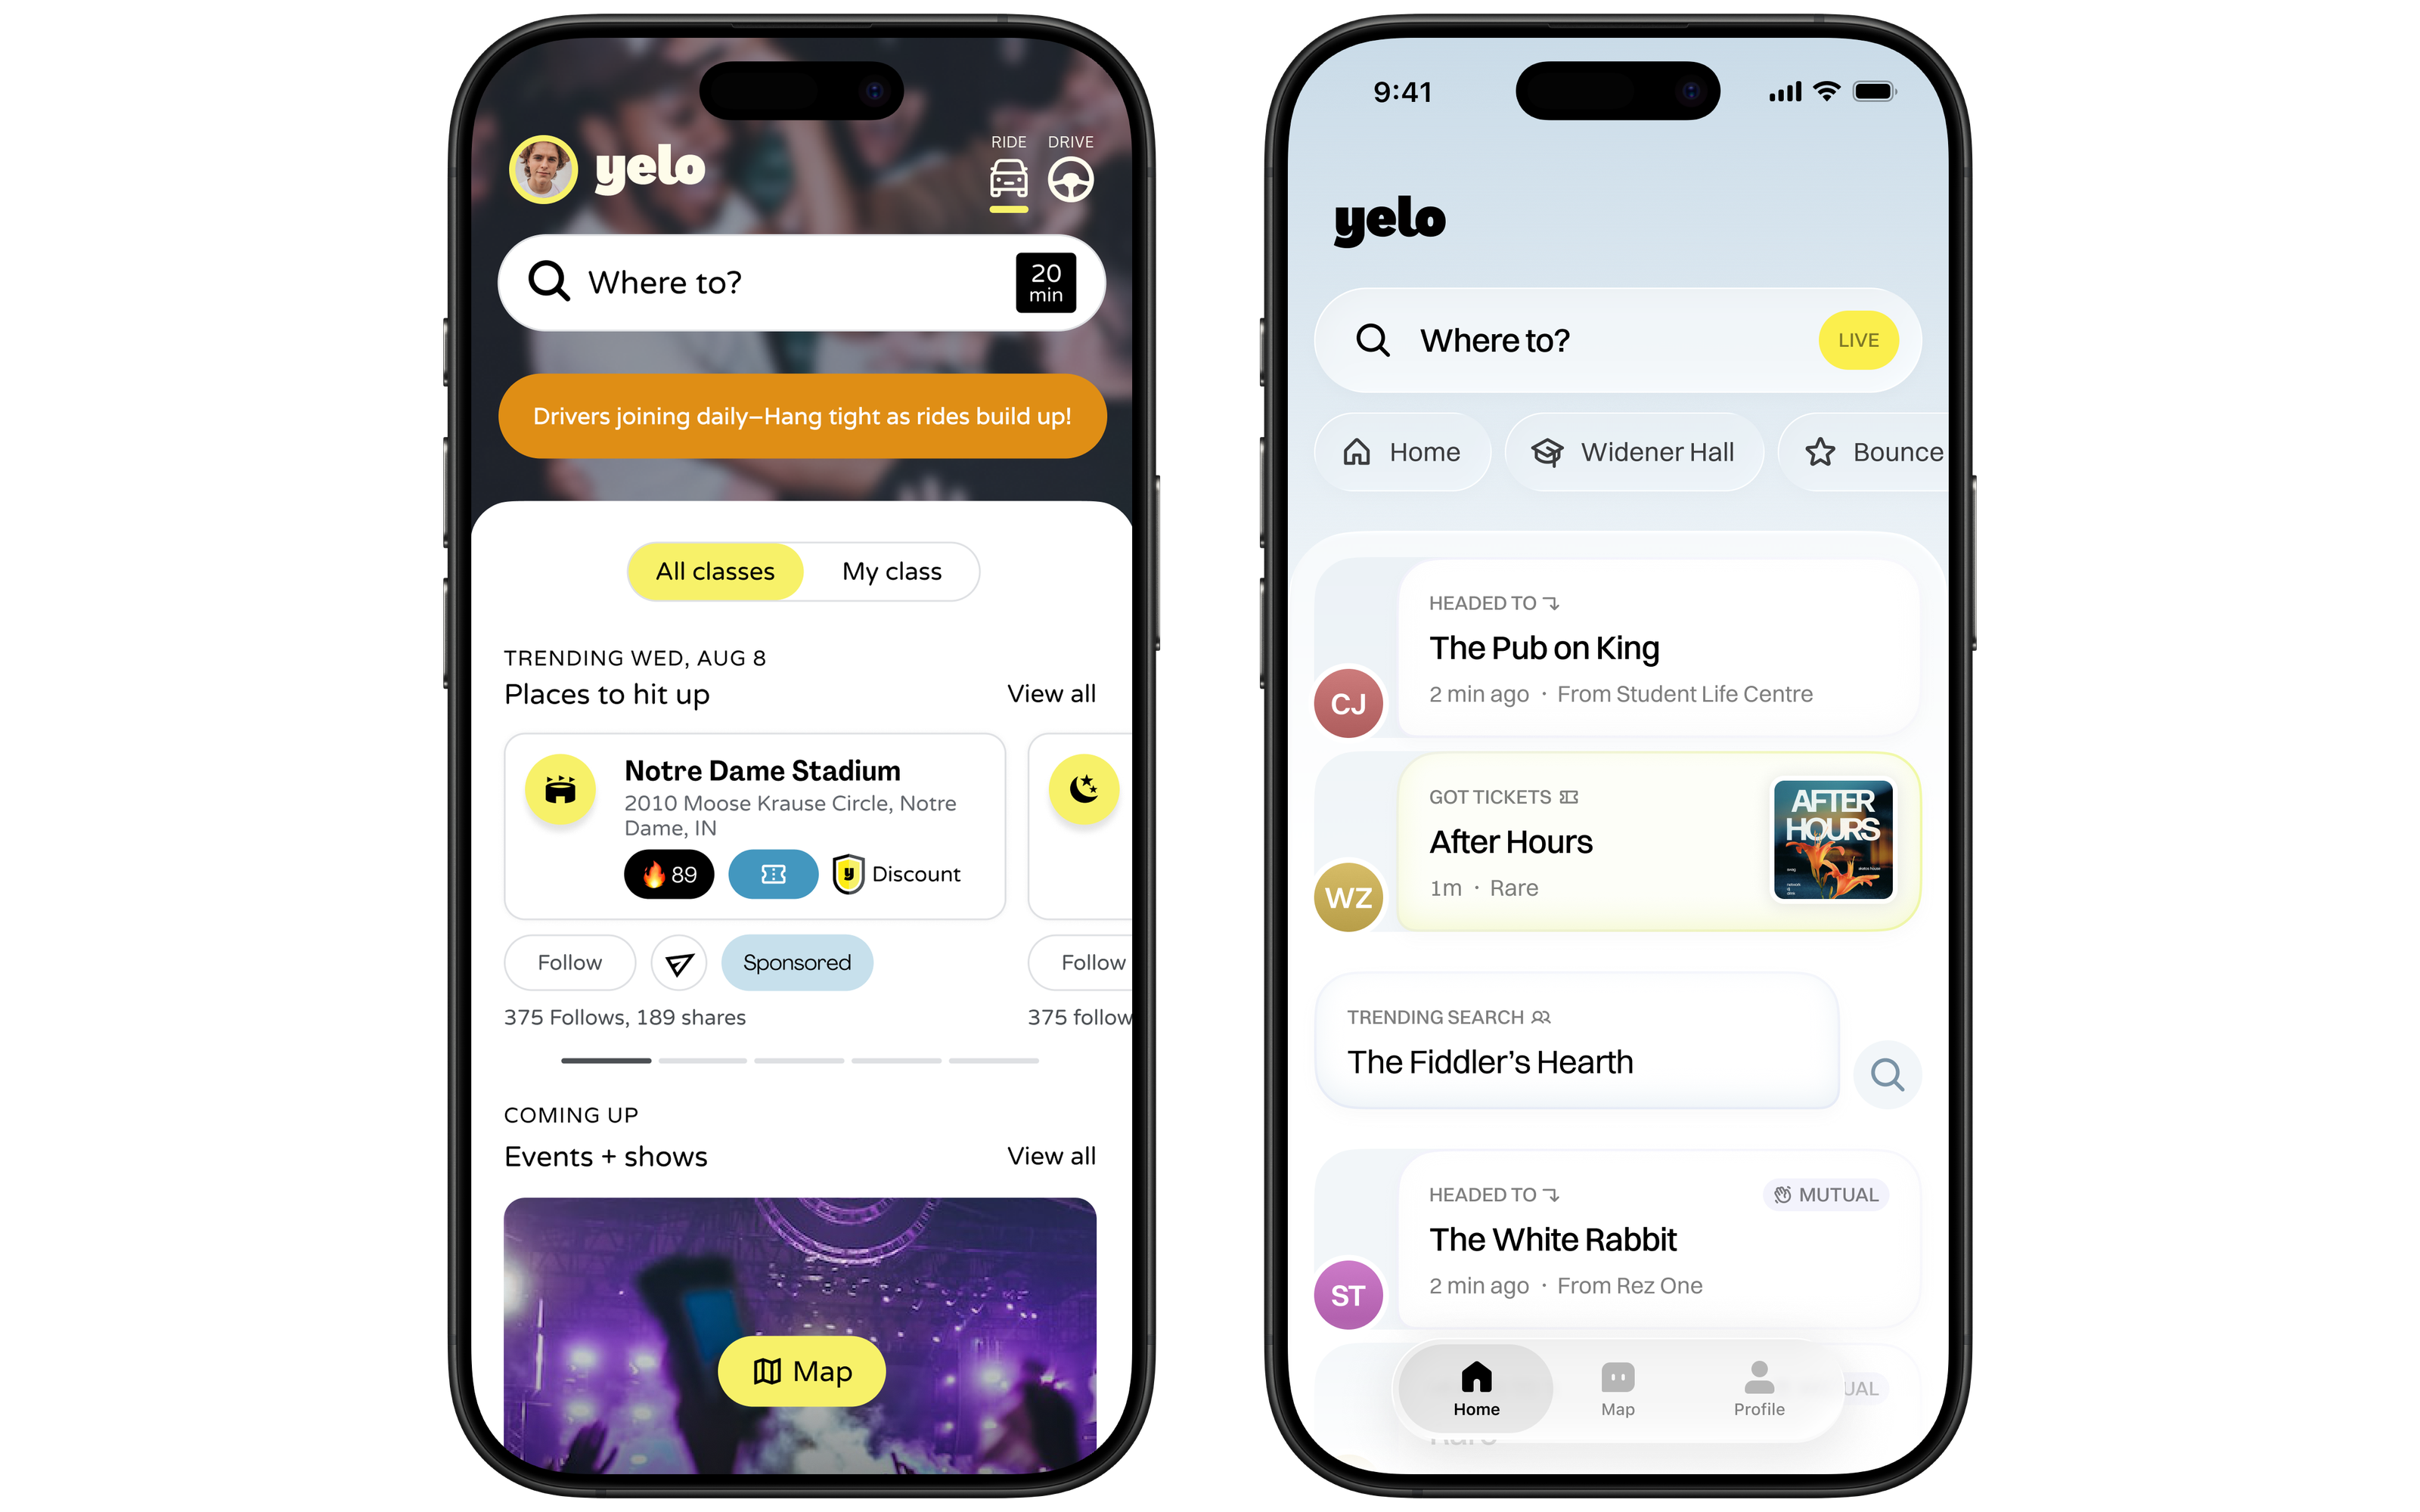 yelo
RIDE
DRIVE
Where to?
20
min
Drivers joining daily–Hang tight as rides build up!
All classes
My class
TRENDING WED, AUG 8
Places to hit up
View all
Notre Dame Stadium
2010 Moose Krause Circle, Notre
Dame, IN
🔥 89
y
Discount
Follow
Sponsored
Follow
375 Follows, 189 shares
375 follow
COMING UP
Events + shows
View all
Map
9:41
yelo
Where to?
LIVE
Home
Widener Hall
Bounce
HEADED TO
The Pub on King
2 min ago · From Student Life Centre
CJ
GOT TICKETS
After Hours
1m · Rare
WZ
AFTER
HOURS
TRENDING SEARCH
The Fiddler’s Hearth
HEADED TO
MUTUAL
The White Rabbit
2 min ago · From Rez One
ST
UAL
Home
Map
Profile